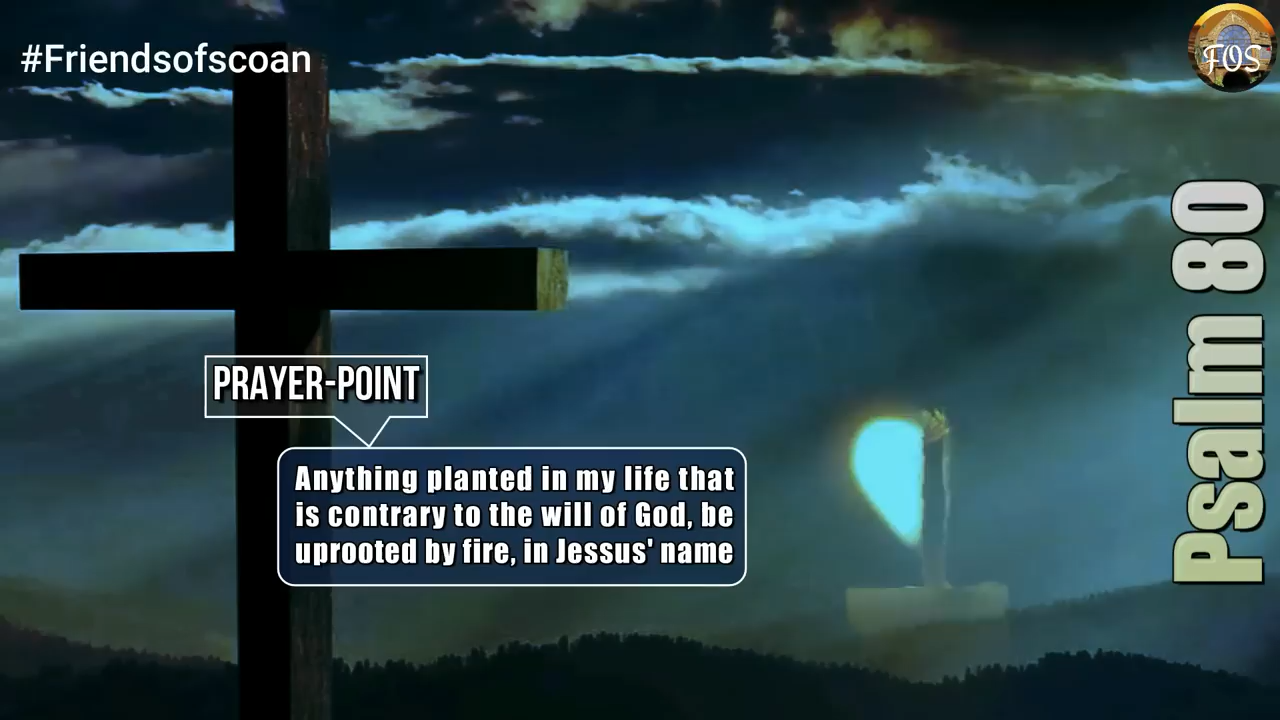 #Friendsofscoan
FOS
PRAYER-POINT
Anything planted in my life that
is contrary to the will of God, be
uprooted by fire, in Jessus' name
Psalm 80